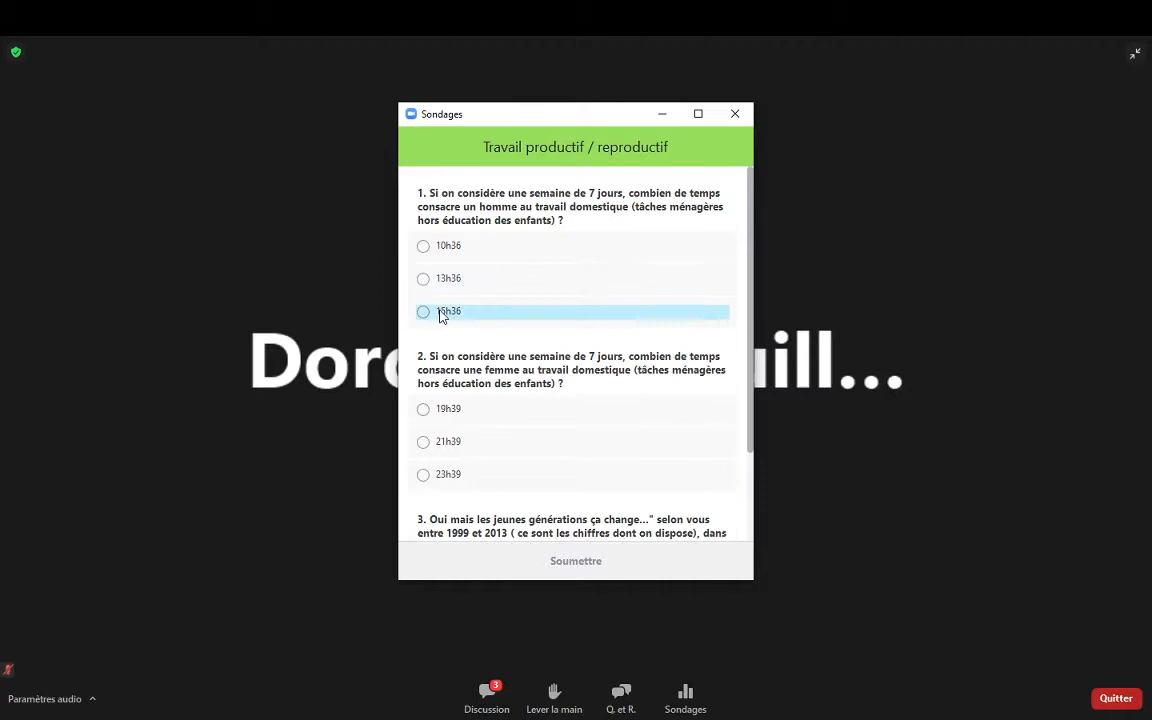 Sondages
Travail productif / reproductif
1. Si on considère une semaine de 7 jours, combien de temps
consacre un homme au travail domestique (tâches ménagères
hors éducation des enfants) ?
10h36
13h36
2. Si on considère une semaine de 7 jours, combien de temps
consacre une femme au travail domestique (tâches ménagères
hors éducation des enfants) ?
19h39
21h39
23h39
3. Oui mais les jeunes générations ça change..." selon vous
entre 1999 et 2013 ( ce sont les chiffres dont on dispose), dans
Soumettre
Paramètres audio
3
Discussion
Lever la main
Q. et R.
Sondages
Quitter